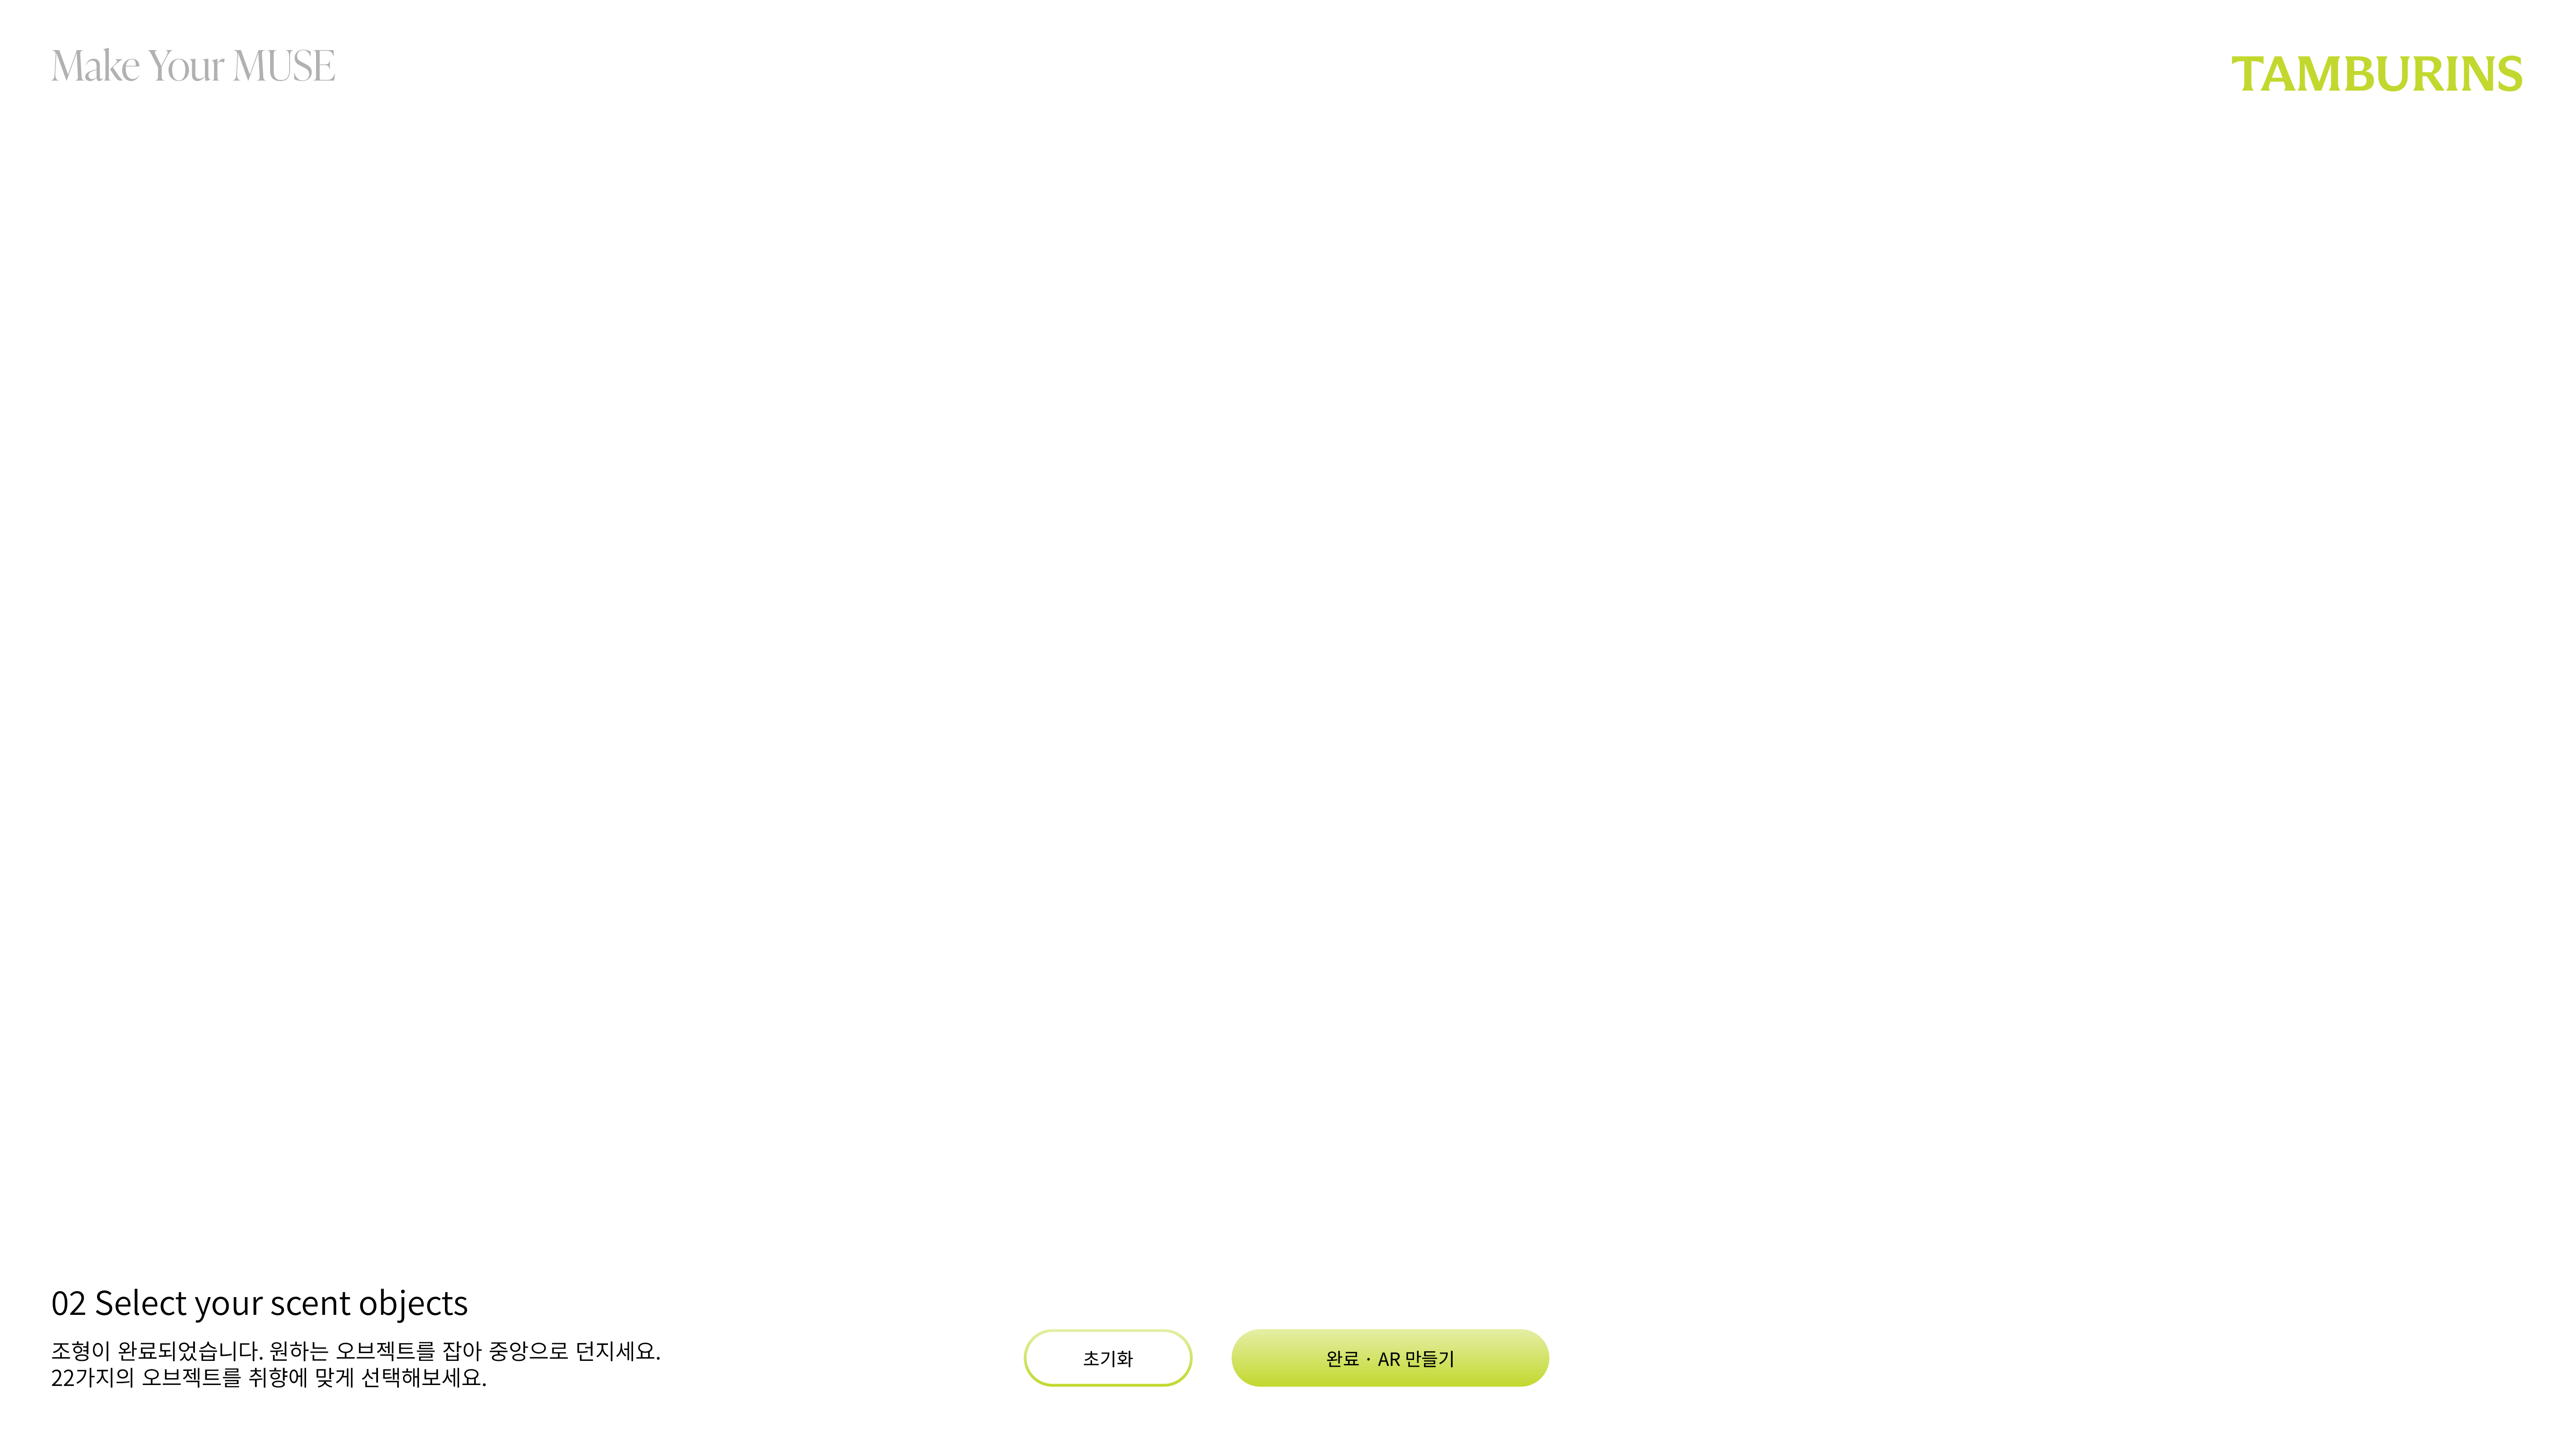 Make Your MUSE
TAMBURINS
02 Select your scent objects
조형이 완료되었습니다. 원하는 오브젝트를 잡아 중앙으로 던지세요.
22가지의 오브젝트를 취향에 맞게 선택해보세요.
초기화
완료 · AR 만들기